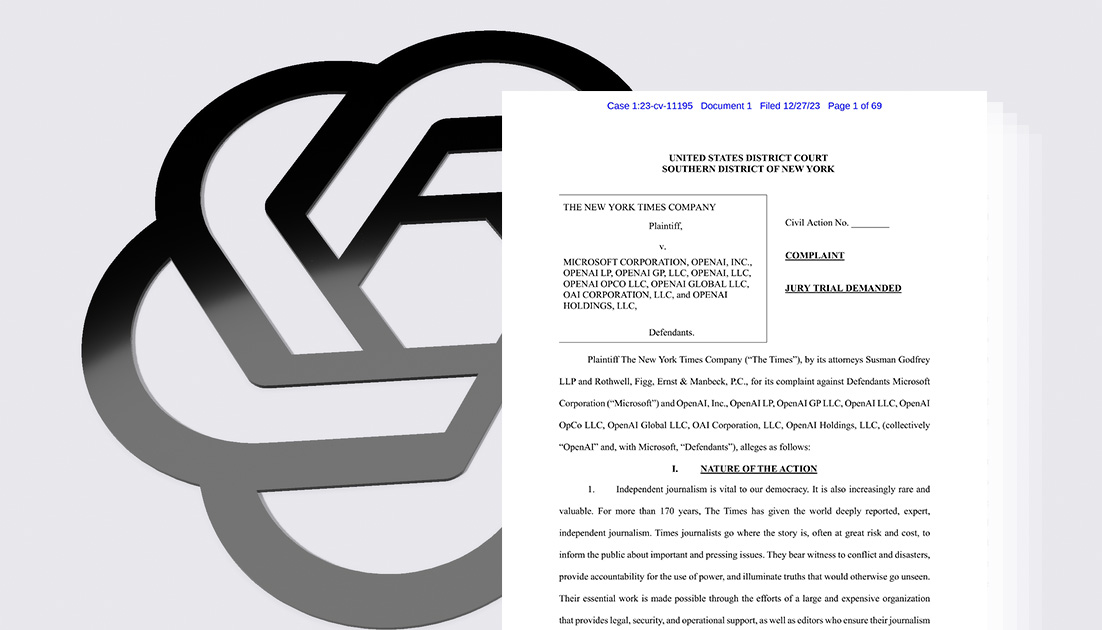 Case 1:23-cv-11195 Document 1 Filed 12/27/23 Page 1 of 69
UNITED STATES DISTRICT COURT
SOUTHERN DISTRICT OF NEW YORK
THE NEW YORK TIMES COMPANY
Plaintiff,
v.
MICROSOFT CORPORATION, OPENAI, INC.,
OPENAI LP, OPENAI GP, LLC, OPENAI, LLC,
OPENAI OPCO LLC, OPENAI GLOBAL LLC,
OAI CORPORATION, LLC, and OPENAI
HOLDINGS, LLC,
Defendants.
Civil Action No. ________
COMPLAINT
JURY TRIAL DEMANDED
Plaintiff The New York Times Company (“The Times”), by its attorneys Susman Godfrey
LLP and Rothwell, Figg, Ernst & Manbeck, P.C., for its complaint against Defendants Microsoft
Corporation (“Microsoft”) and OpenAI, Inc., OpenAI LP, OpenAI GP LLC, OpenAI LLC, OpenAI
OpCo LLC, OpenAI Global LLC, OAI Corporation, LLC, OpenAI Holdings, LLC, (collectively
“OpenAI” and, with Microsoft, “Defendants”), alleges as follows:
I. NATURE OF THE ACTION
1. Independent journalism is vital to our democracy. It is also increasingly rare and
valuable. For more than 170 years, The Times has given the world deeply reported, expert,
independent journalism. Times journalists go where the story is, often at great risk and cost, to
inform the public about important and pressing issues. They bear witness to conflict and disasters,
provide accountability for the use of power, and illuminate truths that would otherwise go unseen.
Their essential work is made possible through the efforts of a large and expensive organization
that provides legal, security, and operational support, as well as editors who ensure their journalism